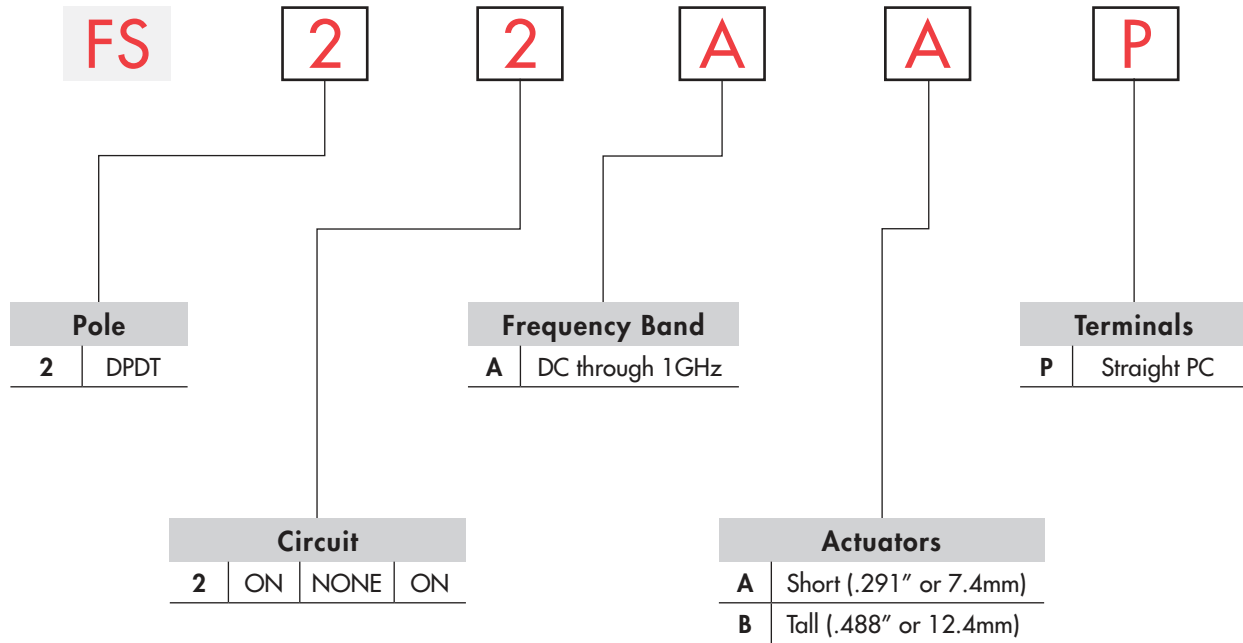 FS 2 2 A A P
Pole
2 DPDT
Frequency Band
A DC through 1GHz
Terminals
P Straight PC
Circuit
2 ON NONE ON
Actuators
A Short (.291” or 7.4mm)
B Tall (.488” or 12.4mm)